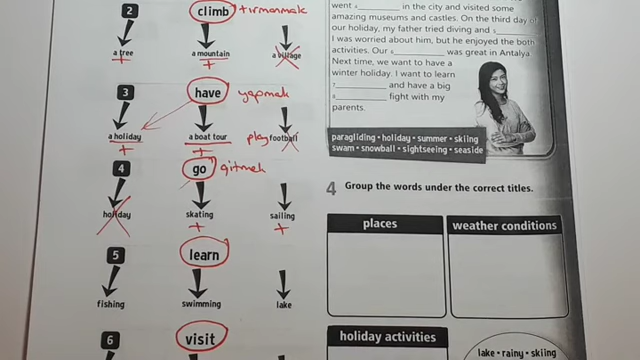 2
climb tırmanmak
a tree a mountain a village
3
have yapmak
a holiday a boat tour play football
4
go gitmek
holiday skating sailing
5
learn
fishing swimming lake
6
visit
went 4________ in the city and visited some
amazing museums and castles. On the third day of
our holiday, my father tried diving and 5________
I was worried about him, but he enjoyed the both
activities. Our 6________ was great in Antalya.
Next time, we want to have a
winter holiday. I want to learn
7________ and have a big
8________ fight with my
parents.
paragliding • holiday • summer • skiing
swam • snowball • sightseeing • seaside
4 Group the words under the correct titles.
places weather conditions
holiday activities
lake • rainy • skiing